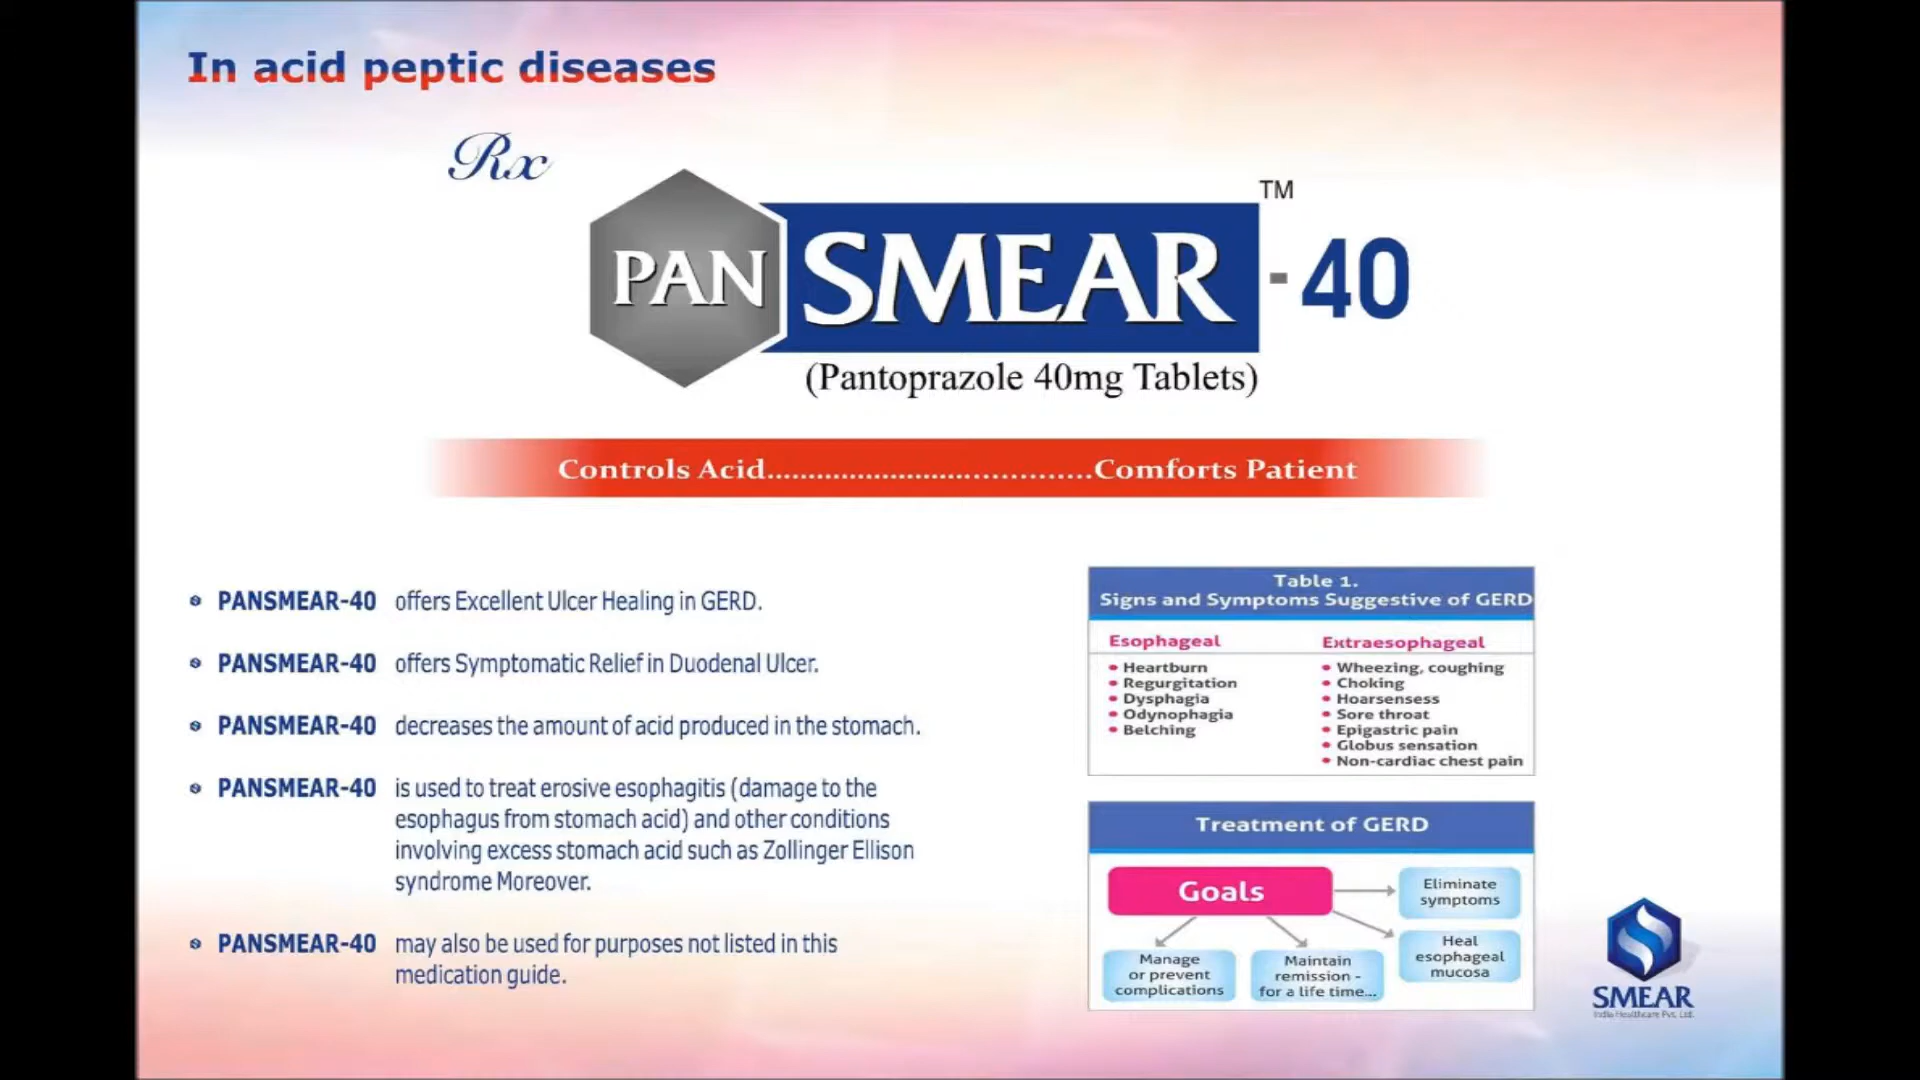 In acid peptic diseases
Rx
PAN SMEAR™ - 40
(Pantoprazole 40mg Tablets)
Controls Acid.......................................Comforts Patient
PANSMEAR-40 offers Excellent Ulcer Healing in GERD.
PANSMEAR-40 offers Symptomatic Relief in Duodenal Ulcer.
PANSMEAR-40 decreases the amount of acid produced in the stomach.
PANSMEAR-40 is used to treat erosive esophagitis (damage to the
esophagus from stomach acid) and other conditions
involving excess stomach acid such as Zollinger Ellison
syndrome Moreover.
PANSMEAR-40 may also be used for purposes not listed in this
medication guide.
Table 1.
Signs and Symptoms Suggestive of GERD
Esophageal
• Heartburn
• Regurgitation
• Dysphagia
• Odynophagia
• Belching
Extraesophageal
• Wheezing, coughing
• Choking
• Hoarsensess
• Sore throat
• Epigastric pain
• Globus sensation
• Non-cardiac chest pain
Treatment of GERD
Goals
Eliminate
symptoms
Heal
esophageal
mucosa
Manage
or prevent
complications
Maintain
remission -
for a life time...
SMEAR
India Healthcare Pvt. Ltd.